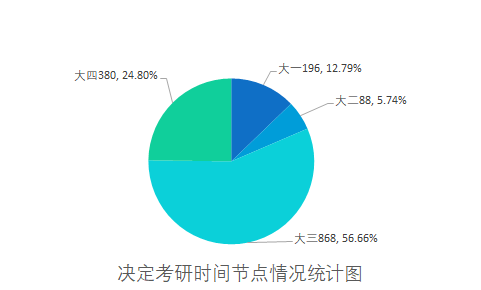 大四380, 24.80%
大一196, 12.79%
大二88, 5.74%
大三868, 56.66%
决定考研时间节点情况统计图